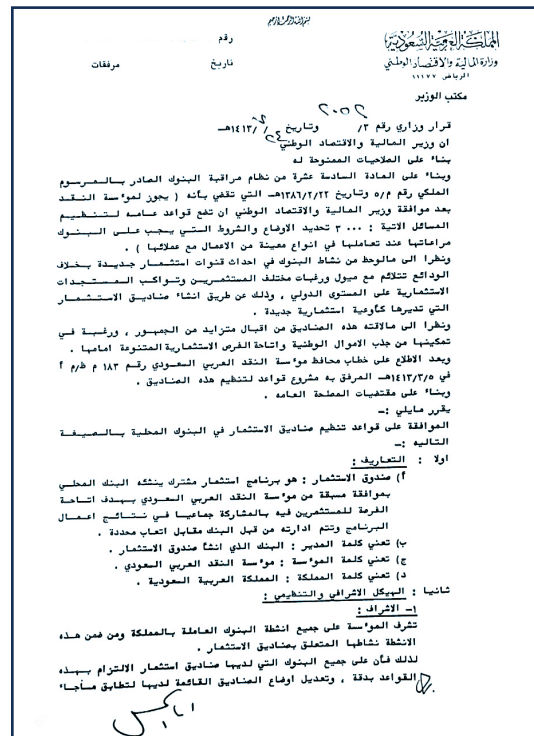 بسم الله الرحمن الرحيم
المملكة العربية السعودية
وزارة المالية والاقتصاد الوطني
الرياض ١١١٧٧
مكتب الوزير
رقم
تاريخ
مرفقات
قرار وزاري رقم ٣/ ٢٠٥٢ وتاريخ ٢٤/ /١٤١٣هـ
ان وزير المالية والاقتصاد الوطني
بناء على الصلاحيات الممنوحة له
وبناء على المادة السادسة عشرة من نظام مراقبة البنوك الصادر بالمرسوم
الملكي رقم م/٥ وتاريخ ١٣٨٦/٢/٢٢هـ التي تقضي بأنه ( يجوز لمؤسسة النقد
بعد موافقة وزير المالية والاقتصاد الوطني ان تضع قواعد عامه لتنظيم
المسائل الاتية : ... ٣ تحديد الاوضاع والشروط التي يجب على البنوك
مراعاتها عند تعاملها في انواع معينة من الاعمال مع عملائها ) .
ونظرا الى مالوحظ من نشاط البنوك في احداث قنوات استثمار جديدة بخلاف
الودائع تتلائم مع ميول ورغبات مختلف المستثمرين وتواكب المستجدات
الاستثمارية على المستوى الدولي ، وذلك عن طريق انشاء صناديق الاستثمار
التي تديرها كأوعية استثمارية جديدة .
ونظرا الى مالاقته هذه الصناديق من اقبال متزايد من الجمهور ، ورغبة في
تمكينها من جذب الاموال الوطنية واتاحة الفرص الاستثمارية المتنوعة امامها .
وبعد الاطلاع على خطاب محافظ مؤسسة النقد العربي السعودي رقم ١٨٣ م ظ/م أ
في ١٤١٣/٣/٥هـ المرفق به مشروع قواعد لتنظيم هذه الصناديق .
وبناء على مقتضيات المصلحة العامه .
يقرر مايلي :-
الموافقة على قواعد تنظيم صناديق الاستثمار في البنوك المحلية بالصيغة
التاليه :-
اولا : التعاريف :
أ) صندوق الاستثمار : هو برنامج استثمار مشترك ينشئه البنك المحلي
بموافقة مسبقة من مؤسسة النقد العربي السعودي بهدف اتاحة
الفرصة للمستثمرين فيه بالمشاركة جماعيا في نتائج اعمال
البرنامج وتتم ادارته من قبل البنك مقابل اتعاب محددة .
ب) تعني كلمة المدير : البنك الذي انشأ صندوق الاستثمار .
ج) تعني كلمة المؤسسة : مؤسسة النقد العربي السعودي .
د) تعني كلمة المملكة : المملكة العربية السعودية .
ثانيا : الهيكل الاشرافي والتنظيمي :
١- الاشراف :
تشرف المؤسسة على جميع انشطة البنوك العاملة بالمملكة ومن ضمن هذه
الانشطة نشاطها المتعلق بصناديق الاستثمار .
لذلك فأن على جميع البنوك التي لديها صناديق استثمار الالتزام بهذه
القواعد بدقة ، وتعديل اوضاع الصناديق القائمة لديها لتطابق مساجاء